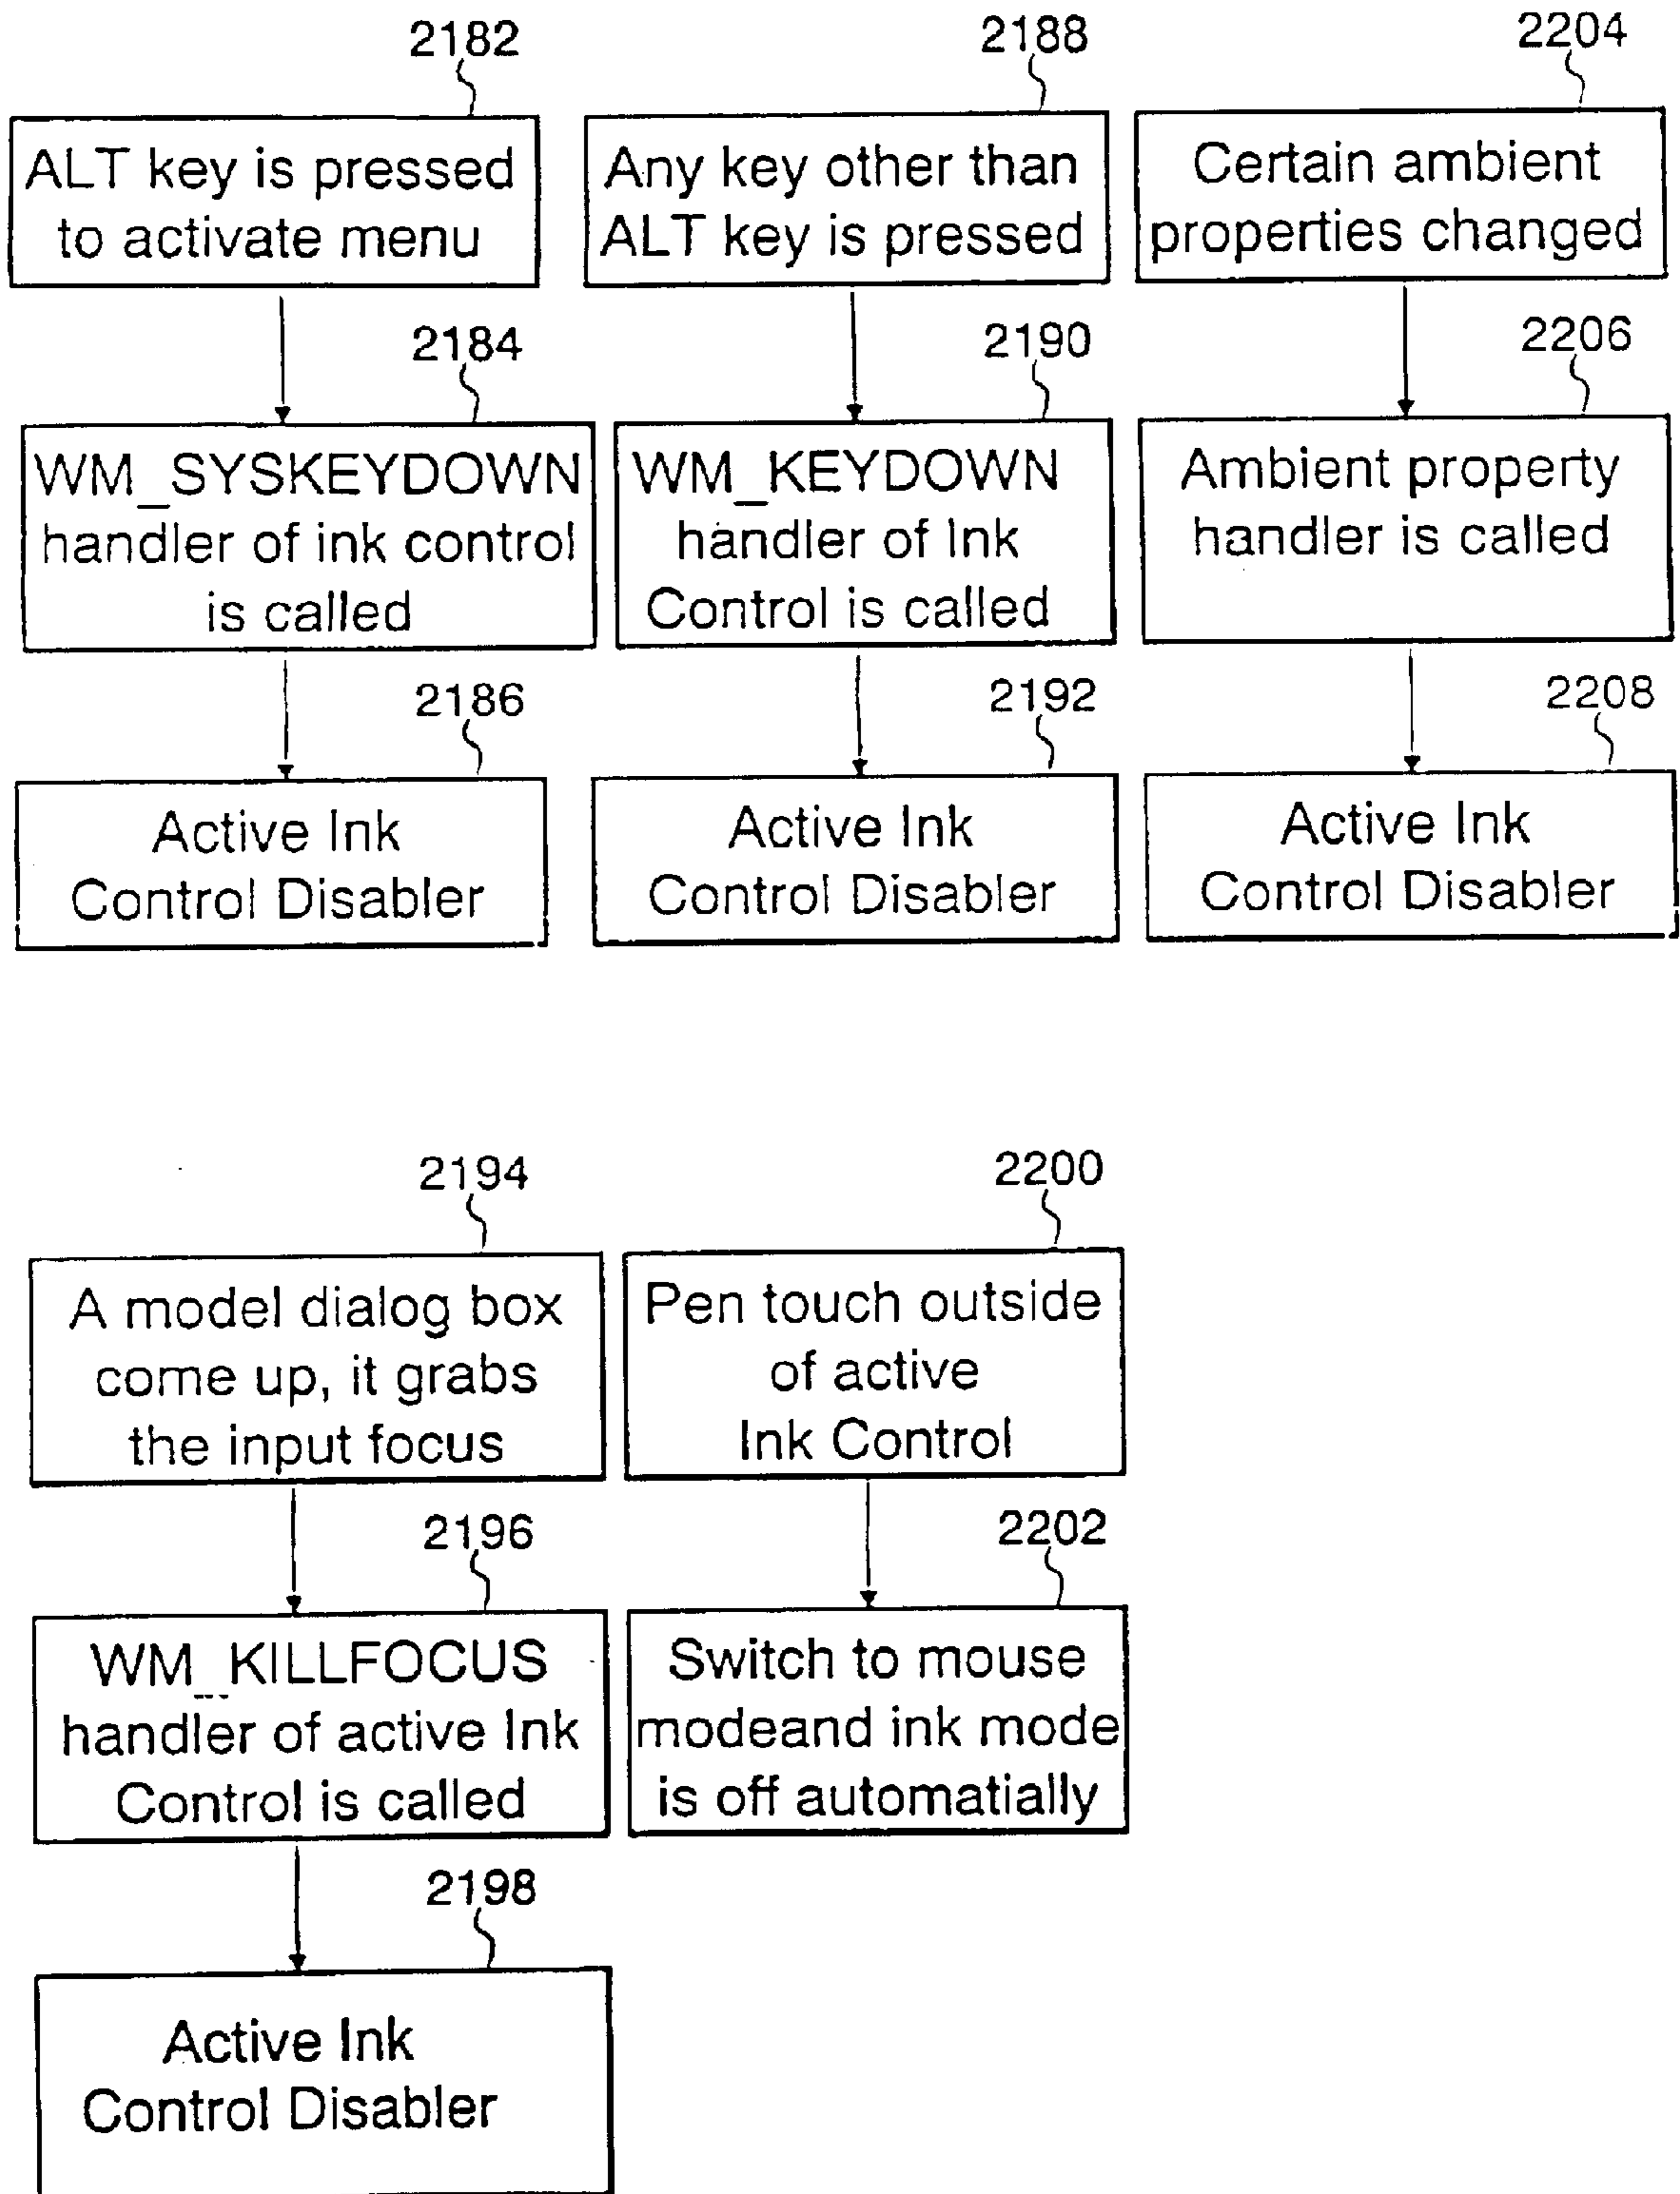 2182
ALT key is pressed
to activate menu
2184
WM_SYSKEYDOWN
handler of ink control
is called
2186
Active Ink
Control Disabler
2188
Any key other than
ALT key is pressed
2190
WM_KEYDOWN
handler of Ink
Control is called
2192
Active Ink
Control Disabler
2204
Certain ambient
properties changed
2206
Ambient property
handler is called
2208
Active Ink
Control Disabler
2194
A model dialog box
come up, it grabs
the input focus
2196
WM_KILLFOCUS
handler of active Ink
Control is called
2198
Active Ink
Control Disabler
2200
Pen touch outside
of active
Ink Control
2202
Switch to mouse
modeand ink mode
is off automatially